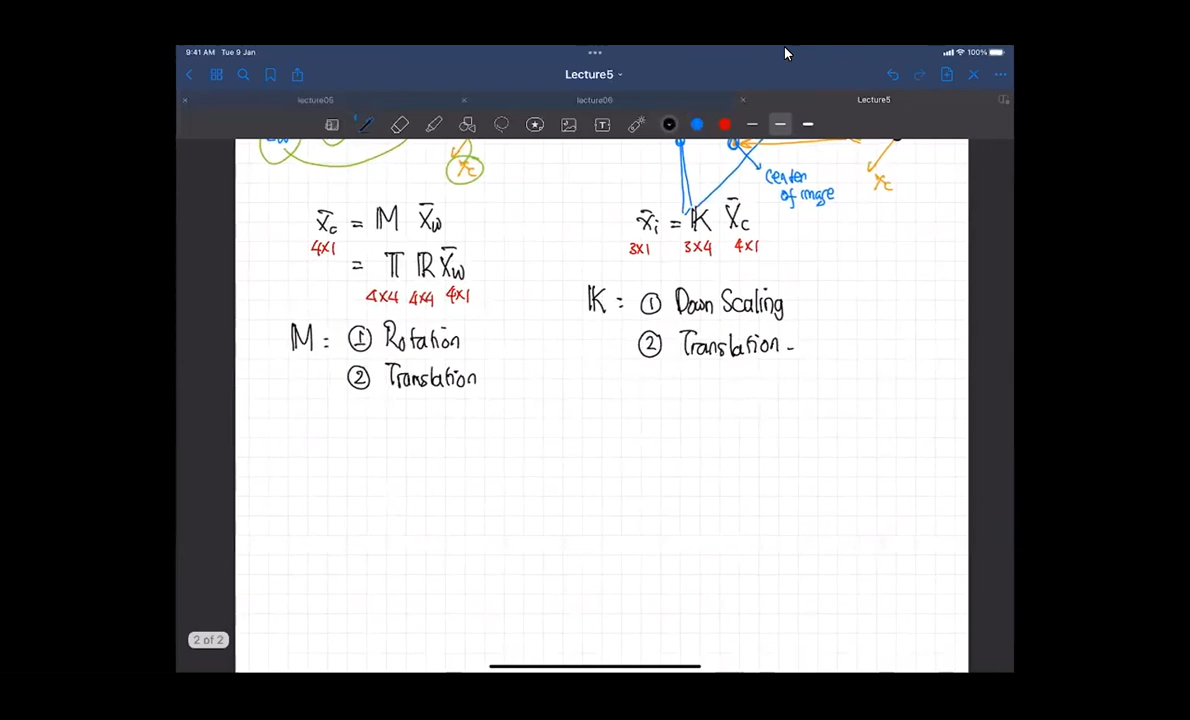 9:41 AM Tue 9 Jan
100%
Lecture5
lecture05
lecture06
Lecture5
Xc
center
of image
Xc
X̄c = 𝕄 X̄w
4x1
= 𝕋 ℝ X̄w
4x4 4x4 4x1
𝕄 : ① Rotation
② Translation
x̄i = 𝕂 X̄c
3x1 3x4 4x1
𝕂 : ① Down Scaling
② Translation -
2 of 2